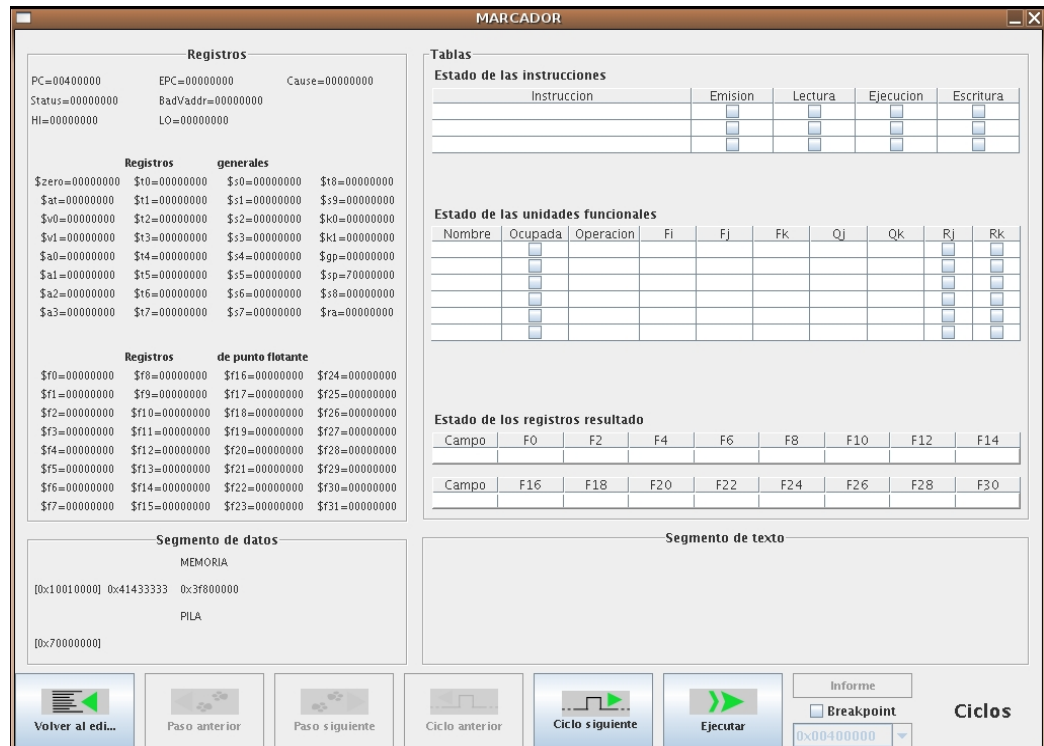 MARCADOR
Registros
PC=00400000 EPC=00000000 Cause=00000000
Status=00000000 BadVaddr=00000000
HI=00000000 LO=00000000
Registros generales
$zero=00000000 $t0=00000000 $s0=00000000 $t8=00000000
$at=00000000 $t1=00000000 $s1=00000000 $s9=00000000
$v0=00000000 $t2=00000000 $s2=00000000 $k0=00000000
$v1=00000000 $t3=00000000 $s3=00000000 $k1=00000000
$a0=00000000 $t4=00000000 $s4=00000000 $gp=00000000
$a1=00000000 $t5=00000000 $s5=00000000 $sp=70000000
$a2=00000000 $t6=00000000 $s6=00000000 $s8=00000000
$a3=00000000 $t7=00000000 $s7=00000000 $ra=00000000
Registros de punto flotante
$f0=00000000 $f8=00000000 $f16=00000000 $f24=00000000
$f1=00000000 $f9=00000000 $f17=00000000 $f25=00000000
$f2=00000000 $f10=00000000 $f18=00000000 $f26=00000000
$f3=00000000 $f11=00000000 $f19=00000000 $f27=00000000
$f4=00000000 $f12=00000000 $f20=00000000 $f28=00000000
$f5=00000000 $f13=00000000 $f21=00000000 $f29=00000000
$f6=00000000 $f14=00000000 $f22=00000000 $f30=00000000
$f7=00000000 $f15=00000000 $f23=00000000 $f31=00000000
Tablas
Estado de las instrucciones
Instruccion Emision Lectura Ejecucion Escritura
Estado de las unidades funcionales
Nombre Ocupada Operacion Fi Fj Fk Qj Qk Rj Rk
Estado de los registros resultado
Campo F0 F2 F4 F6 F8 F10 F12 F14
Campo F16 F18 F20 F22 F24 F26 F28 F30
Segmento de datos
MEMORIA
[0x10010000] 0x41433333 0x3f800000
PILA
[0x70000000]
Segmento de texto
Volver al edi...
Paso anterior
Paso siguiente
Ciclo anterior
Ciclo siguiente
Ejecutar
Informe
Breakpoint
0x00400000
Ciclos